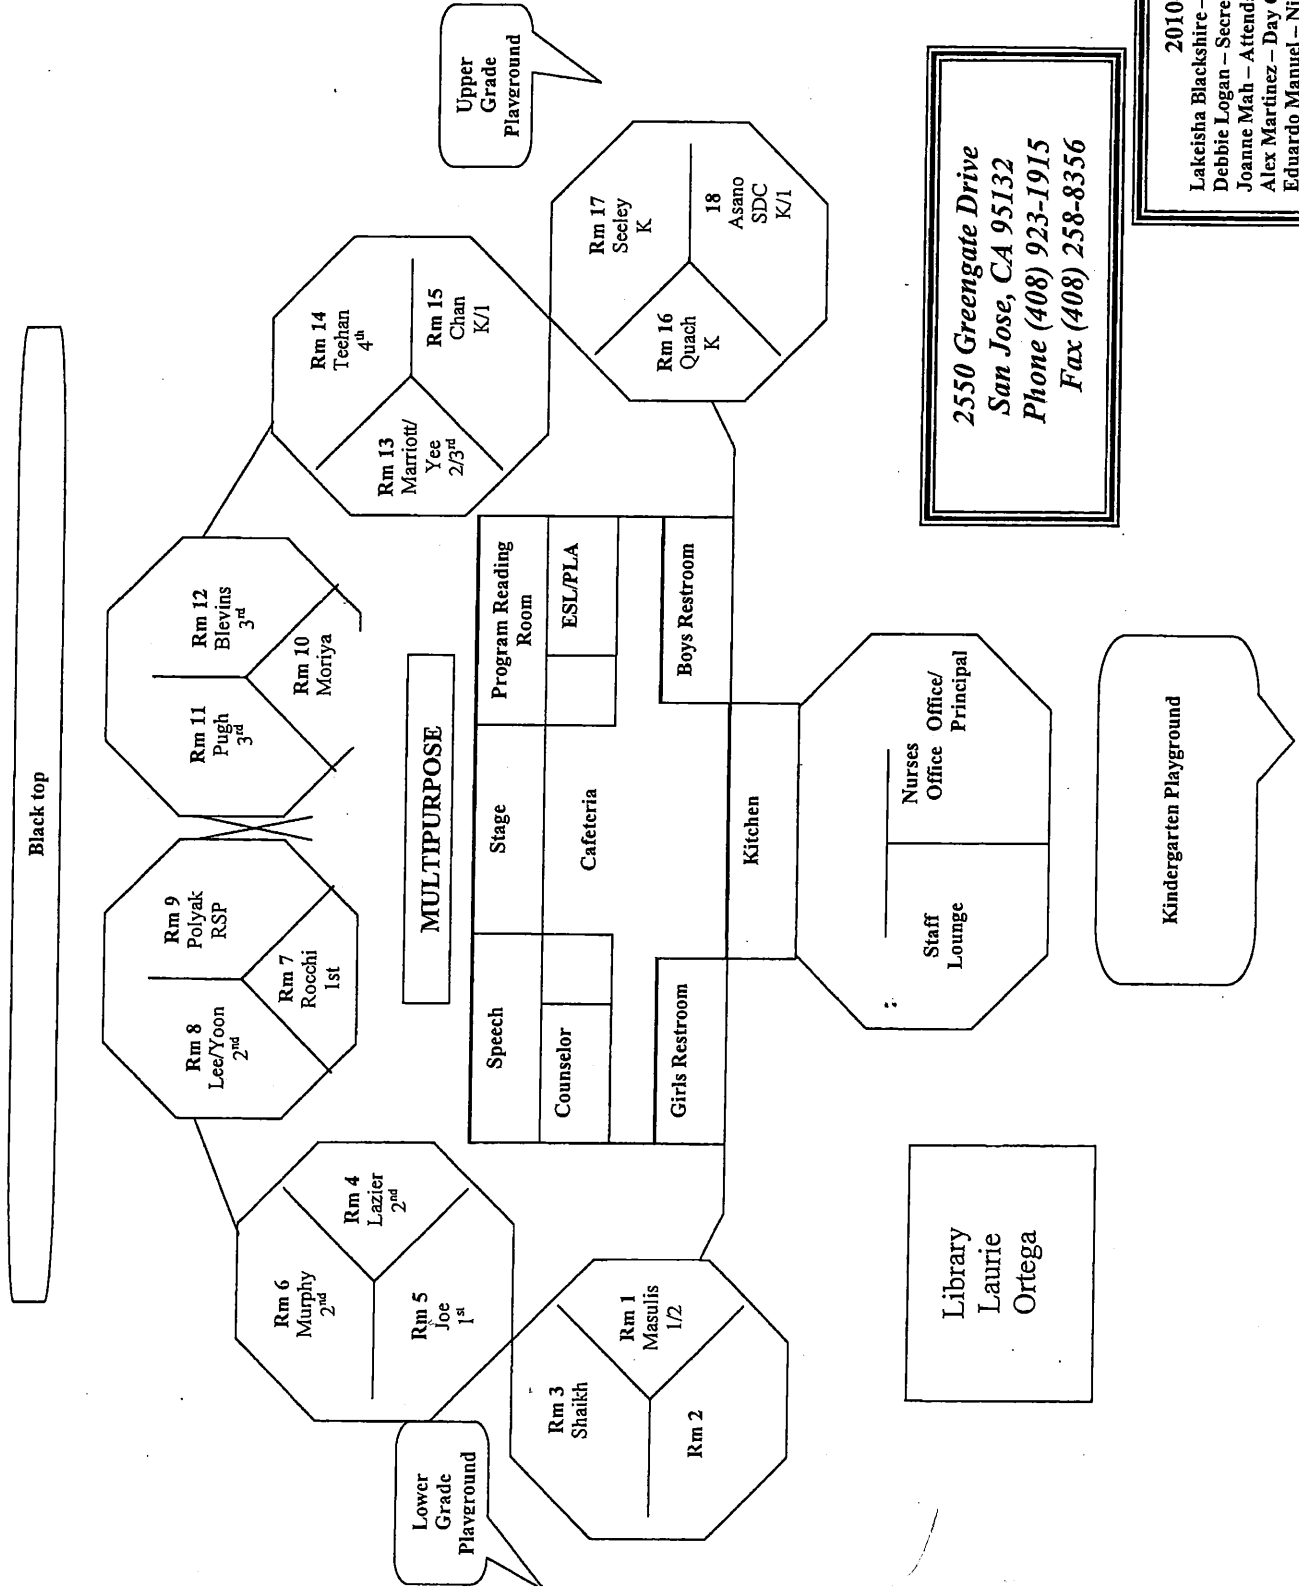 Black top
Upper
Grade
Playground
Rm 14
Teehan
4th
Rm 15
Chan
K/1
Rm 13
Marriott/
Yee
2/3rd
Rm 17
Seeley
K
18
Asano
SDC
K/1
Rm 16
Quach
K
Rm 12
Blevins
3rd
Rm 11
Pugh
3rd
Rm 10
Moriya
Rm 9
Polyak
RSP
Rm 8
Lee/Yoon
2nd
Rm 7
Rocchi
1st
Rm 6
Murphy
2nd
Rm 4
Lazier
2nd
Rm 5
Joe
1st
Rm 3
Shaikh
Rm 1
Masulis
1/2
Rm 2
Lower
Grade
Playground
MULTIPURPOSE
Speech
Stage
Program Reading
Room
Counselor
Cafeteria
ESL/PLA
Girls Restroom
Boys Restroom
Kitchen
Staff
Lounge
Nurses
Office
Office/
Principal
Library
Laurie
Ortega
Kindergarten Playground
2550 Greengate Drive
San Jose, CA 95132
Phone (408) 923-1915
Fax (408) 258-8356
2010
Lakeisha Blackshire –
Debbie Logan – Secre
Joanne Mah – Attend
Alex Martinez – Day
Eduardo Manuel – Ni